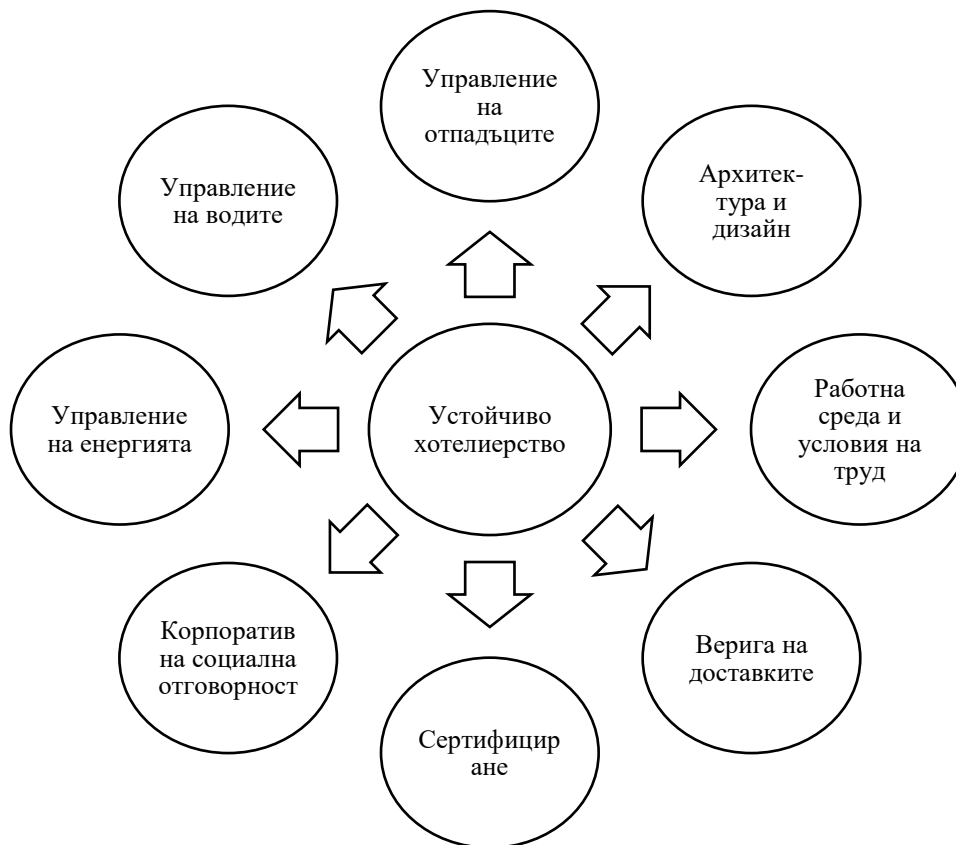 Управление
на
отпадъците
Архитек-
тура и
дизайн
Работна
среда и
условия на
труд
Верига на
доставките
Сертифицир
ане
Корпоратив
на социална
отговорност
Управление
на енергията
Управление
на водите
Устойчиво
хотелиерство